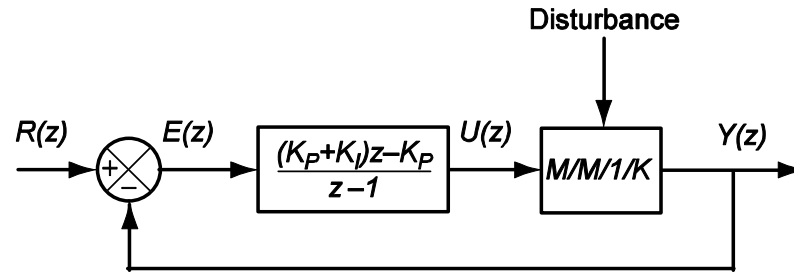 Disturbance
R(z)
E(z)
(K_P+K_I)z–K_P
z–1
U(z)
M/M/1/K
Y(z)
+
–